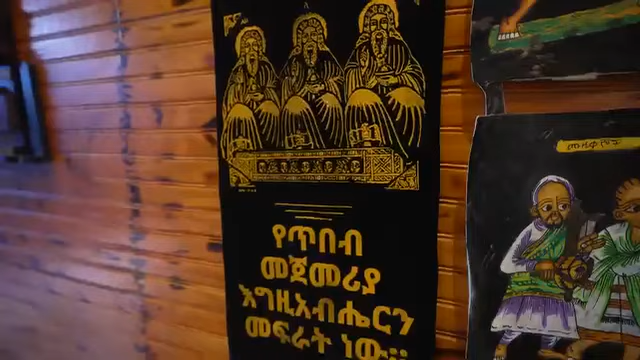 የጥበብ
መጀመሪያ
እግዚአብሔርን
መፍራት ነው።